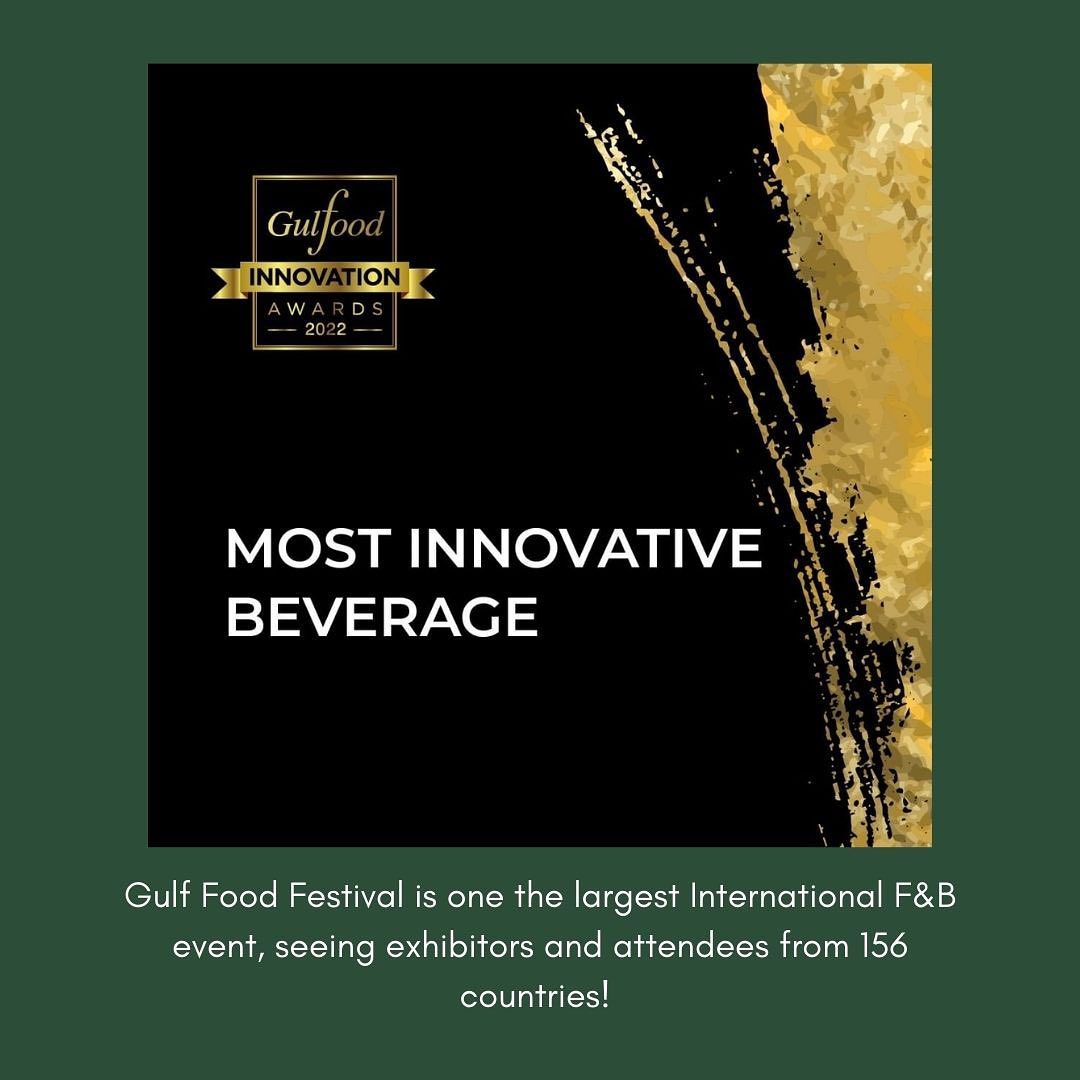 Gulfood
INNOVATION
AWARDS
2022
MOST INNOVATIVE
BEVERAGE
Gulf Food Festival is one the largest International F&B
event, seeing exhibitors and attendees from 156
countries!